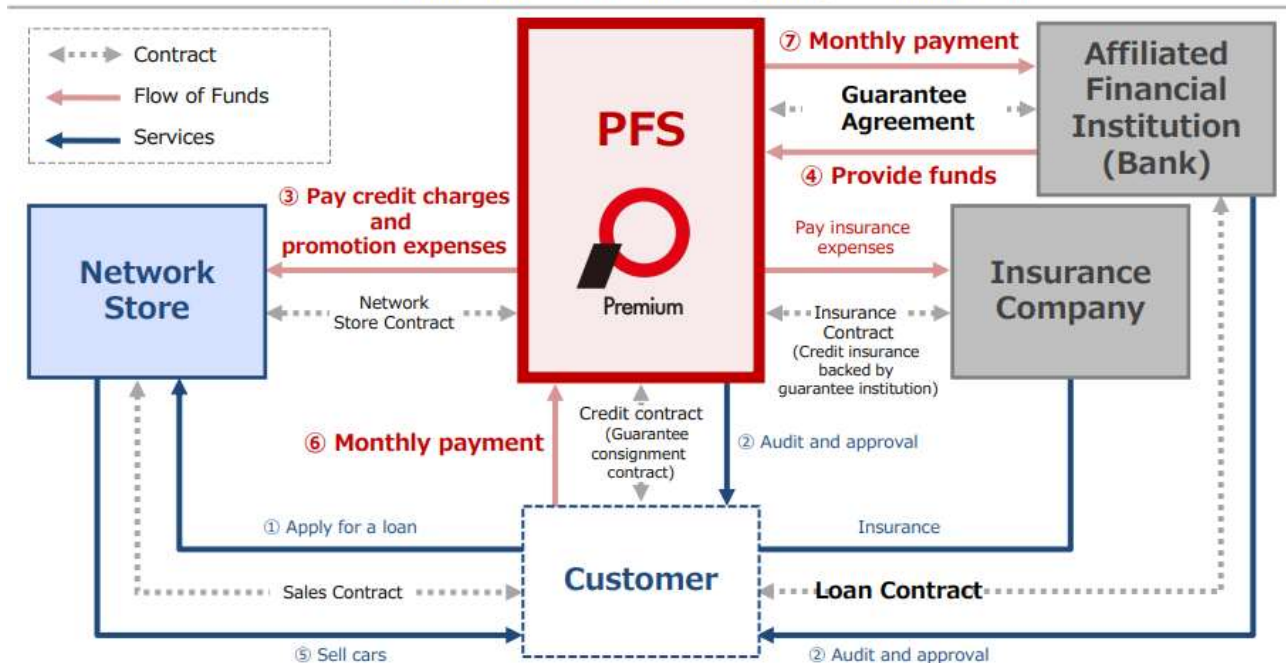 Contract
Flow of Funds
Services
PFS
Premium
⑦ Monthly payment
Guarantee
Agreement
④ Provide funds
Affiliated
Financial
Institution
(Bank)
③ Pay credit charges
and
promotion expenses
Network
Store
Network
Store Contract
Pay insurance
expenses
Insurance
Contract
(Credit insurance
backed by
guarantee institution)
Insurance
Company
⑥ Monthly payment
Credit contract
(Guarantee
consignment
contract)
② Audit and approval
① Apply for a loan
Insurance
Customer
Sales Contract
Loan Contract
⑤ Sell cars
② Audit and approval